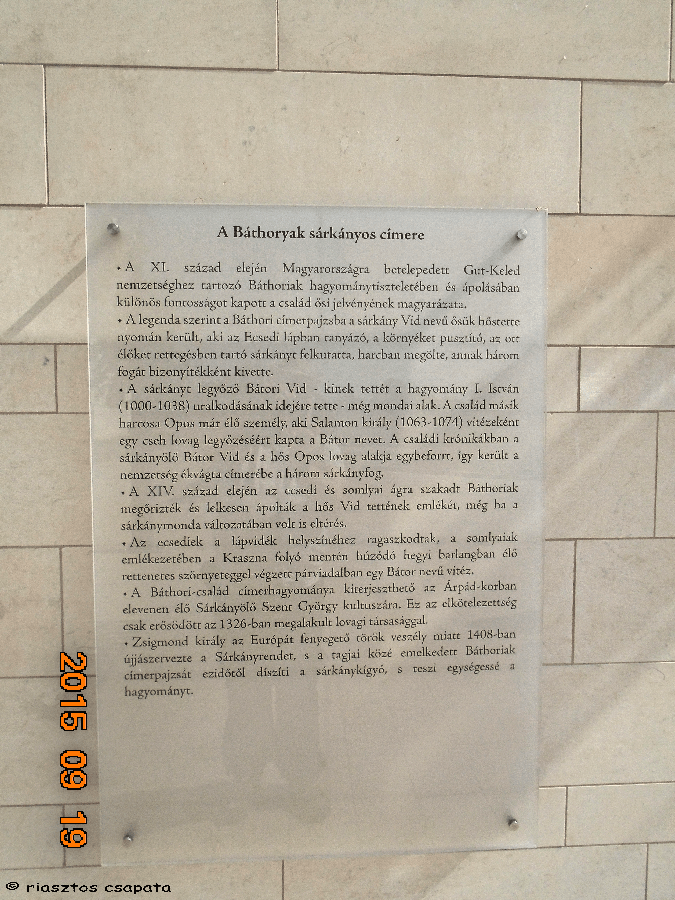 A Báthoryak sárkányos címere
• A XI. század elején Magyarországra betelepedett Gut-Keled
nemzetséghez tartozó Báthoriak hagyománytiszteletében és ápolásában
különös fontosságot kapott a család ősi jelvényének magyarázata.
• A legenda szerint a Báthori címerpajzsba a sárkány Vid nevű ősük hőstette
nyomán került, aki az Ecsedi lápban tanyázó, a környéket pusztító, az ott
élőket rettegésben tartó sárkányt felkutatta, harcban megölte, annak három
fogát bizonyítékként kivette.
• A sárkányt legyőző Bátori Vid - kinek tettét a hagyomány I. István
(1000-1038) uralkodásának idejére tette - még mondai alak. A család másik
harcosa Opos már élő személy, aki Salamon király (1063-1074) vitézeként
egy cseh lovag legyőzéséért kapta a Bátor nevet. A családi krónikákban a
sárkányölő Bátor Vid és a hős Opos lovag alakja egybeforrt, így került a
nemzetség ékvágta címerébe a három sárkányfog.
• A XIV. század elején az ecsedi és somlyai ágra szakadt Báthoriak
megőrizték és lelkesen ápolták a hős Vid tettének emlékét, még ha a
sárkánymonda változatában volt is eltérés.
• Az ecsediek a lápvidék helyszínéhez ragaszkodtak, a somlyaiak
emlékezetében a Kraszna folyó mentén húzódó hegyi barlangban élő
rettenetes szörnyeteggel végzett párviadalban egy Bátor nevű vitéz.
• A Báthori-család címerhagyománya kiterjeszthető az Árpád-korban
elevenen élő Sárkányölő Szent György kultuszára. Ez az elkötelezettség
csak erősödött az 1326-ban megalakult lovagi társasággal.
• Zsigmond király az Európát fenyegető török veszély miatt 1408-ban
újjászervezte a Sárkányrendet, s a tagjai közé emelkedett Báthoriak
címerpajzsát ezidőtől díszíti a sárkánykígyó, s teszi egységessé a
hagyományt.
2015 09 19
© riasztos csapata